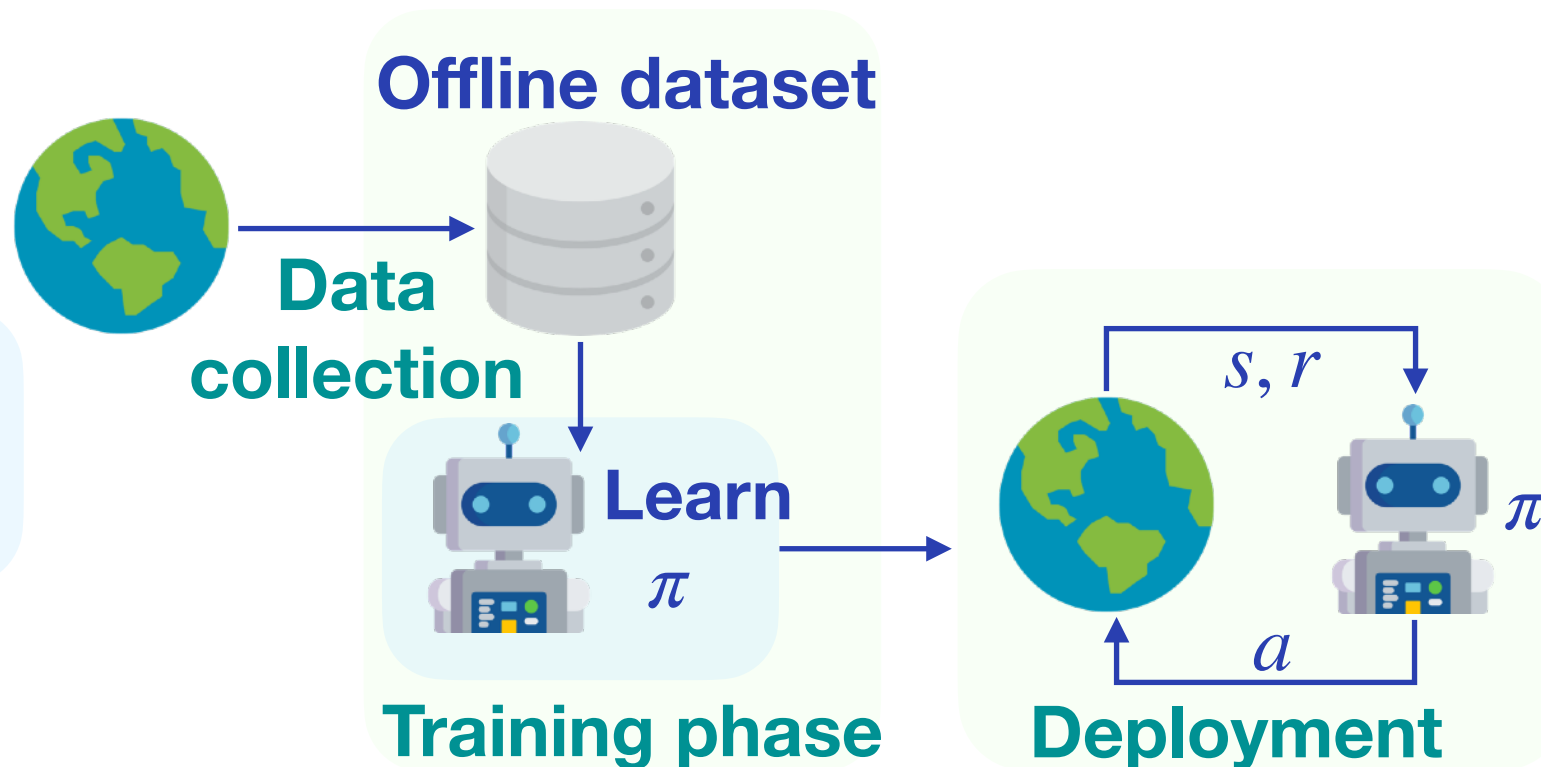 Offline dataset
Data
collection
Learn
π
Training phase
s, r
π
a
Deployment